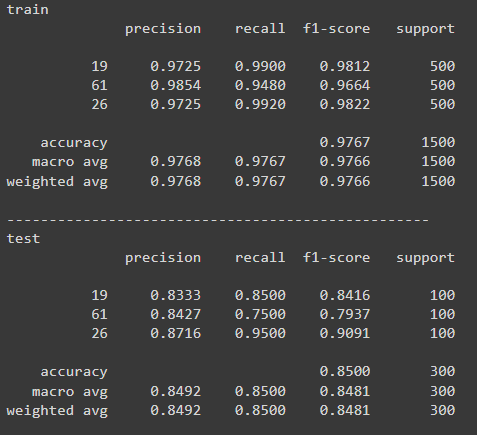 train
precision recall f1-score support
19 0.9725 0.9900 0.9812 500
61 0.9854 0.9480 0.9664 500
26 0.9725 0.9920 0.9822 500
accuracy 0.9767 1500
macro avg 0.9768 0.9767 0.9766 1500
weighted avg 0.9768 0.9767 0.9766 1500
--------------------------------------------------
test
precision recall f1-score support
19 0.8333 0.8500 0.8416 100
61 0.8427 0.7500 0.7937 100
26 0.8716 0.9500 0.9091 100
accuracy 0.8500 300
macro avg 0.8492 0.8500 0.8481 300
weighted avg 0.8492 0.8500 0.8481 300